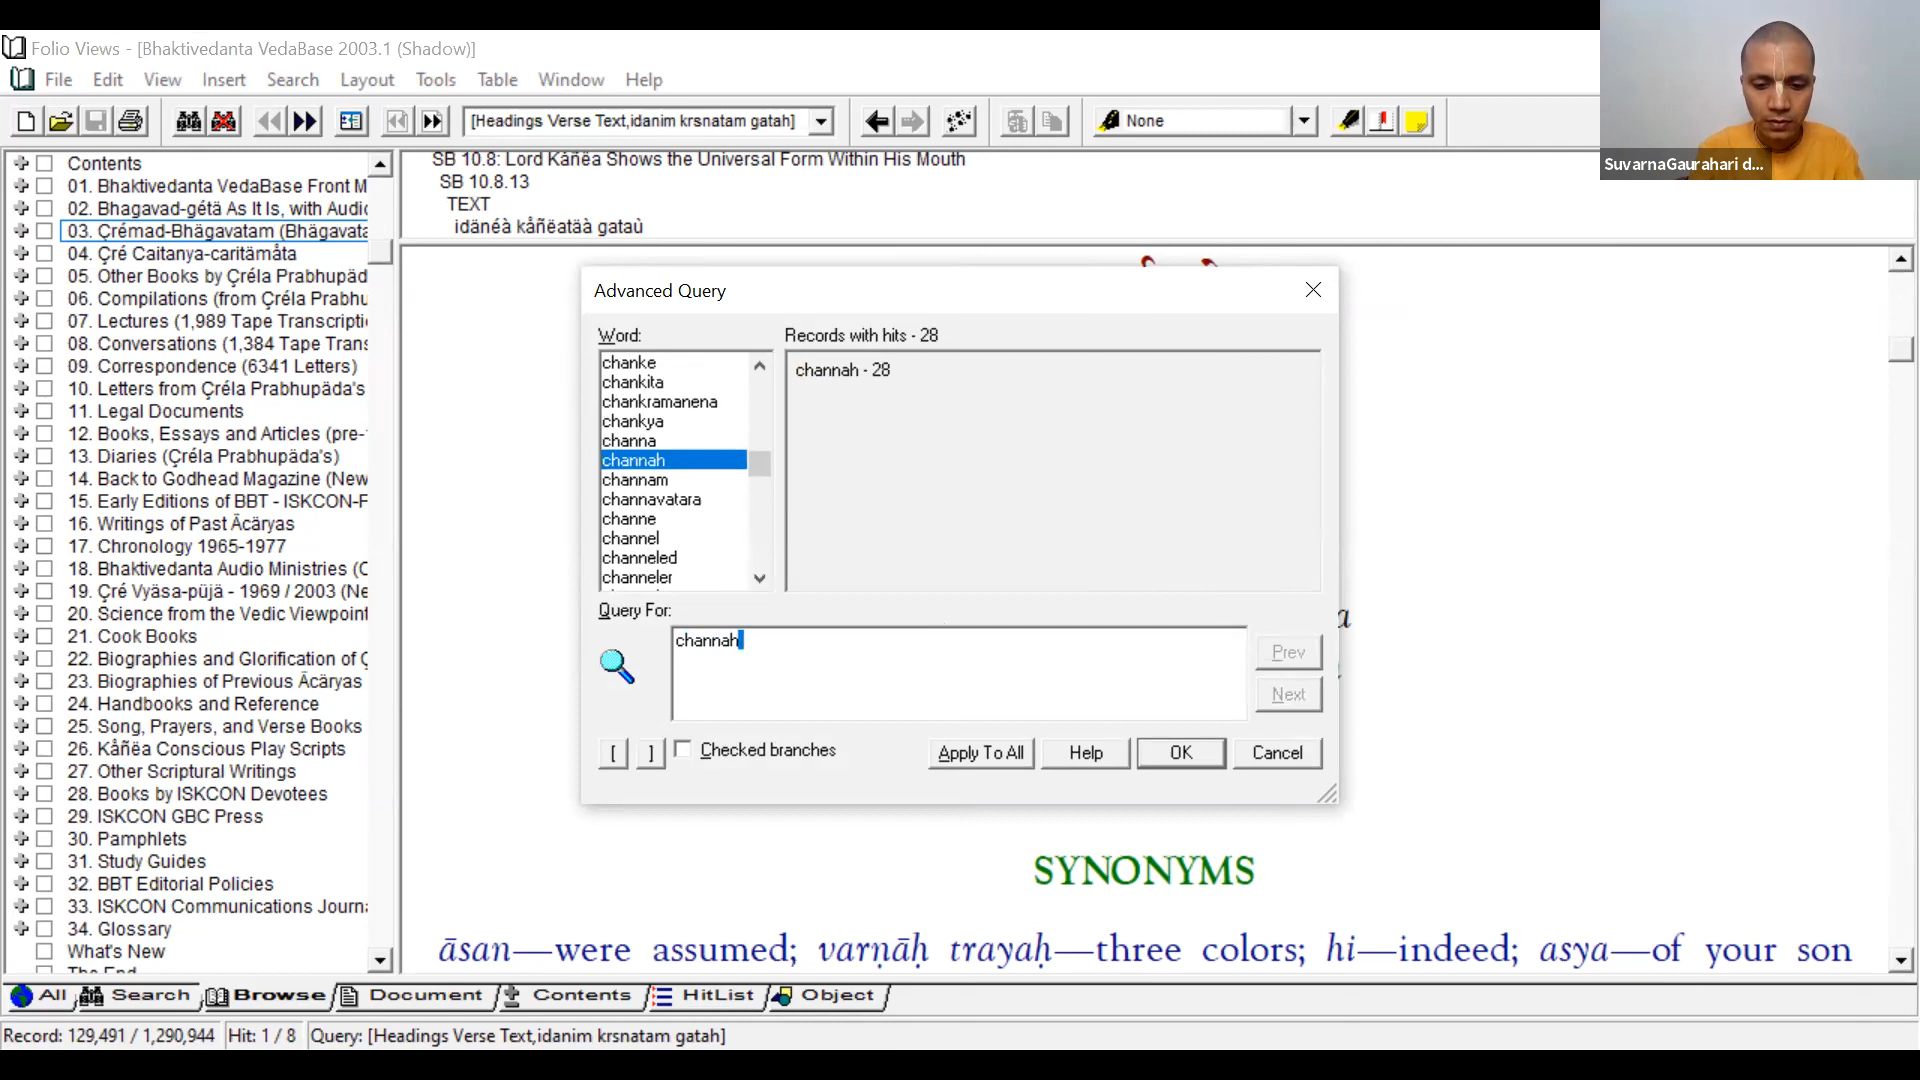 Folio Views - [Bhaktivedanta VedaBase 2003.1 (Shadow)]
File Edit View Insert Search Layout Tools Table Window Help
[Headings Verse Text,idanim krsnatam gatah]
None
SuvarnaGaurahari d...
Contents
01. Bhaktivedanta VedaBase Front M
02. Bhagavad-gétä As It Is, with Audio
03. Çrémad-Bhägavatam (Bhägavata
04. Çré Caitanya-caritämåta
05. Other Books by Çréla Prabhupäd
06. Compilations (from Çréla Prabhu
07. Lectures (1,989 Tape Transcripti
08. Conversations (1,384 Tape Trans
09. Correspondence (6341 Letters)
10. Letters from Çréla Prabhupäda's
11. Legal Documents
12. Books, Essays and Articles (pre-
13. Diaries (Çréla Prabhupäda's)
14. Back to Godhead Magazine (New
15. Early Editions of BBT - ISKCON-P
16. Writings of Past Äcäryas
17. Chronology 1965-1977
18. Bhaktivedanta Audio Ministries (C
19. Çré Vyäsa-püjä - 1969 / 2003 (Ne
20. Science from the Vedic Viewpoint
21. Cook Books
22. Biographies and Glorification of Ç
23. Biographies of Previous Äcäryas
24. Handbooks and Reference
25. Song, Prayers, and Verse Books
26. Kåñëa Conscious Play Scripts
27. Other Scriptural Writings
28. Books by ISKCON Devotees
29. ISKCON GBC Press
30. Pamphlets
31. Study Guides
32. BBT Editorial Policies
33. ISKCON Communications Journa
34. Glossary
What's New
The End
SB 10.8: Lord Kåñëa Shows the Universal Form Within His Mouth
SB 10.8.13
TEXT
idänéà kåñëatäà gataù
Advanced Query
Word:
chanke
chankita
chankramanena
chankya
channa
channah
channam
channavatara
channe
channel
channeled
channeler
Records with hits - 28
channah - 28
Query For:
channah
Prev
Next
[ ] Checked branches
Apply To All Help OK Cancel
a
SYNONYMS
āsan—were assumed; varṇāḥ trayaḥ—three colors; hi—indeed; asya—of your son
All Search Browse Document Contents HitList Object
Record: 129,491 / 1,290,944 Hit: 1 / 8 Query: [Headings Verse Text,idanim krsnatam gatah]